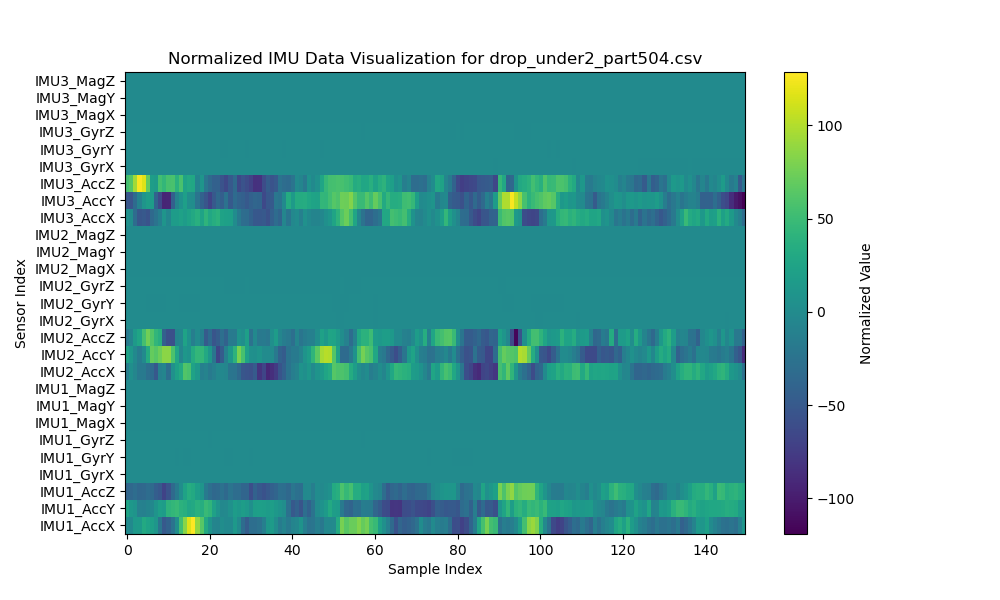 Normalized IMU Data Visualization for drop_under2_part504.csv
IMU3_MagZ
IMU3_MagY
IMU3_MagX
IMU3_GyrZ
IMU3_GyrY
IMU3_GyrX
IMU3_AccZ
IMU3_AccY
IMU3_AccX
IMU2_MagZ
IMU2_MagY
IMU2_MagX
IMU2_GyrZ
IMU2_GyrY
IMU2_GyrX
IMU2_AccZ
IMU2_AccY
IMU2_AccX
IMU1_MagZ
IMU1_MagY
IMU1_MagX
IMU1_GyrZ
IMU1_GyrY
IMU1_GyrX
IMU1_AccZ
IMU1_AccY
IMU1_AccX
Sensor Index
0 20 40 60 80 100 120 140
Sample Index
100
50
0
−50
−100
Normalized Value